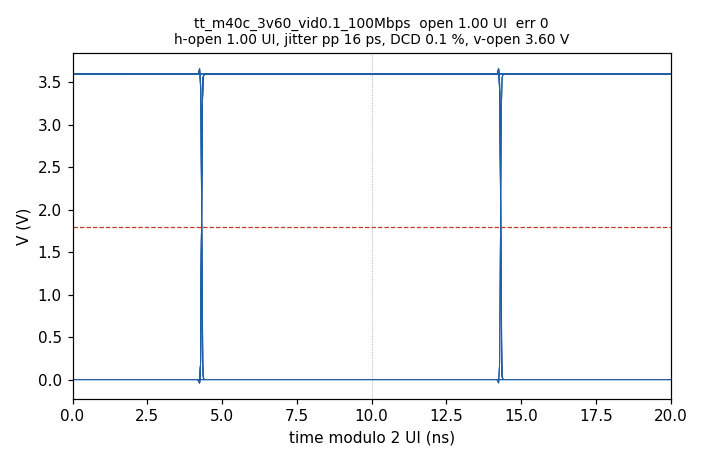 tt_m40c_3v60_vid0.1_100Mbps  open 1.00 UI  err 0
h-open 1.00 UI, jitter pp 16 ps, DCD 0.1 %, v-open 3.60 V
3.5
3.0
2.5
2.0
1.5
1.0
0.5
0.0
V (V)
0.0 2.5 5.0 7.5 10.0 12.5 15.0 17.5 20.0
time modulo 2 UI (ns)